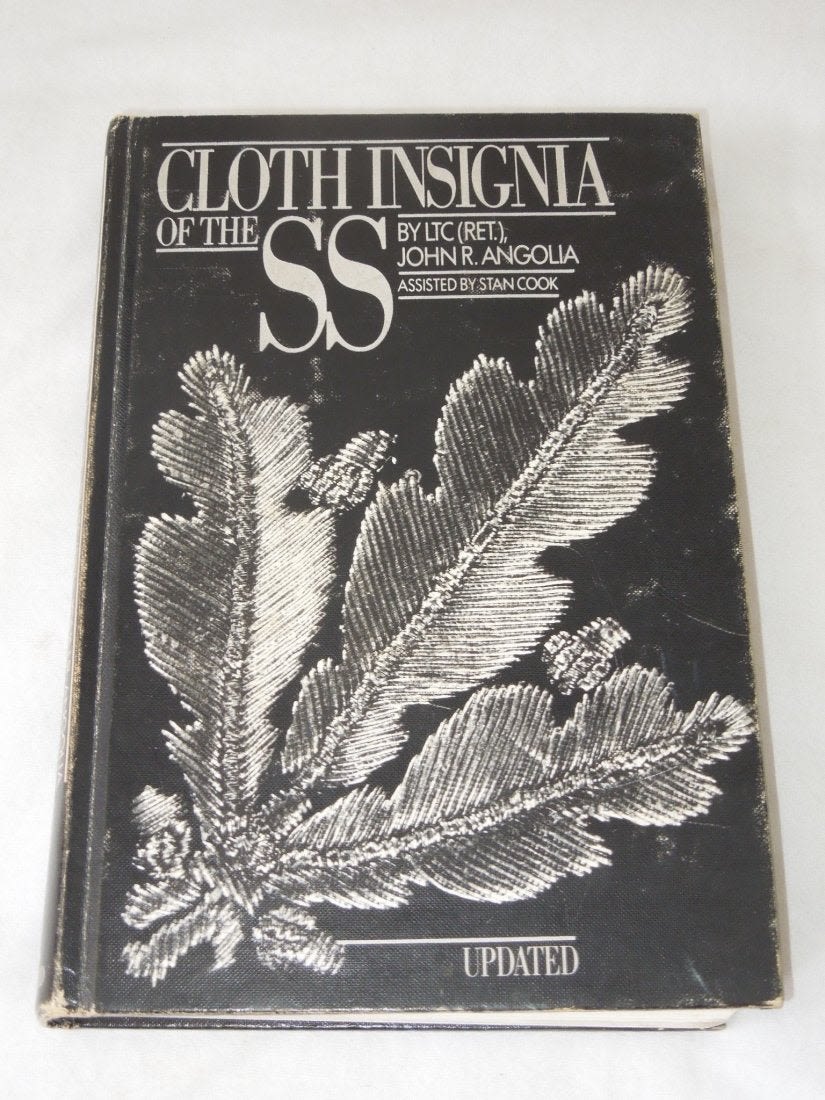 CLOTH INSIGNIA
OF THE SS
BY LTC (RET.),
JOHN R. ANGOLIA
ASSISTED BY STAN COOK
UPDATED